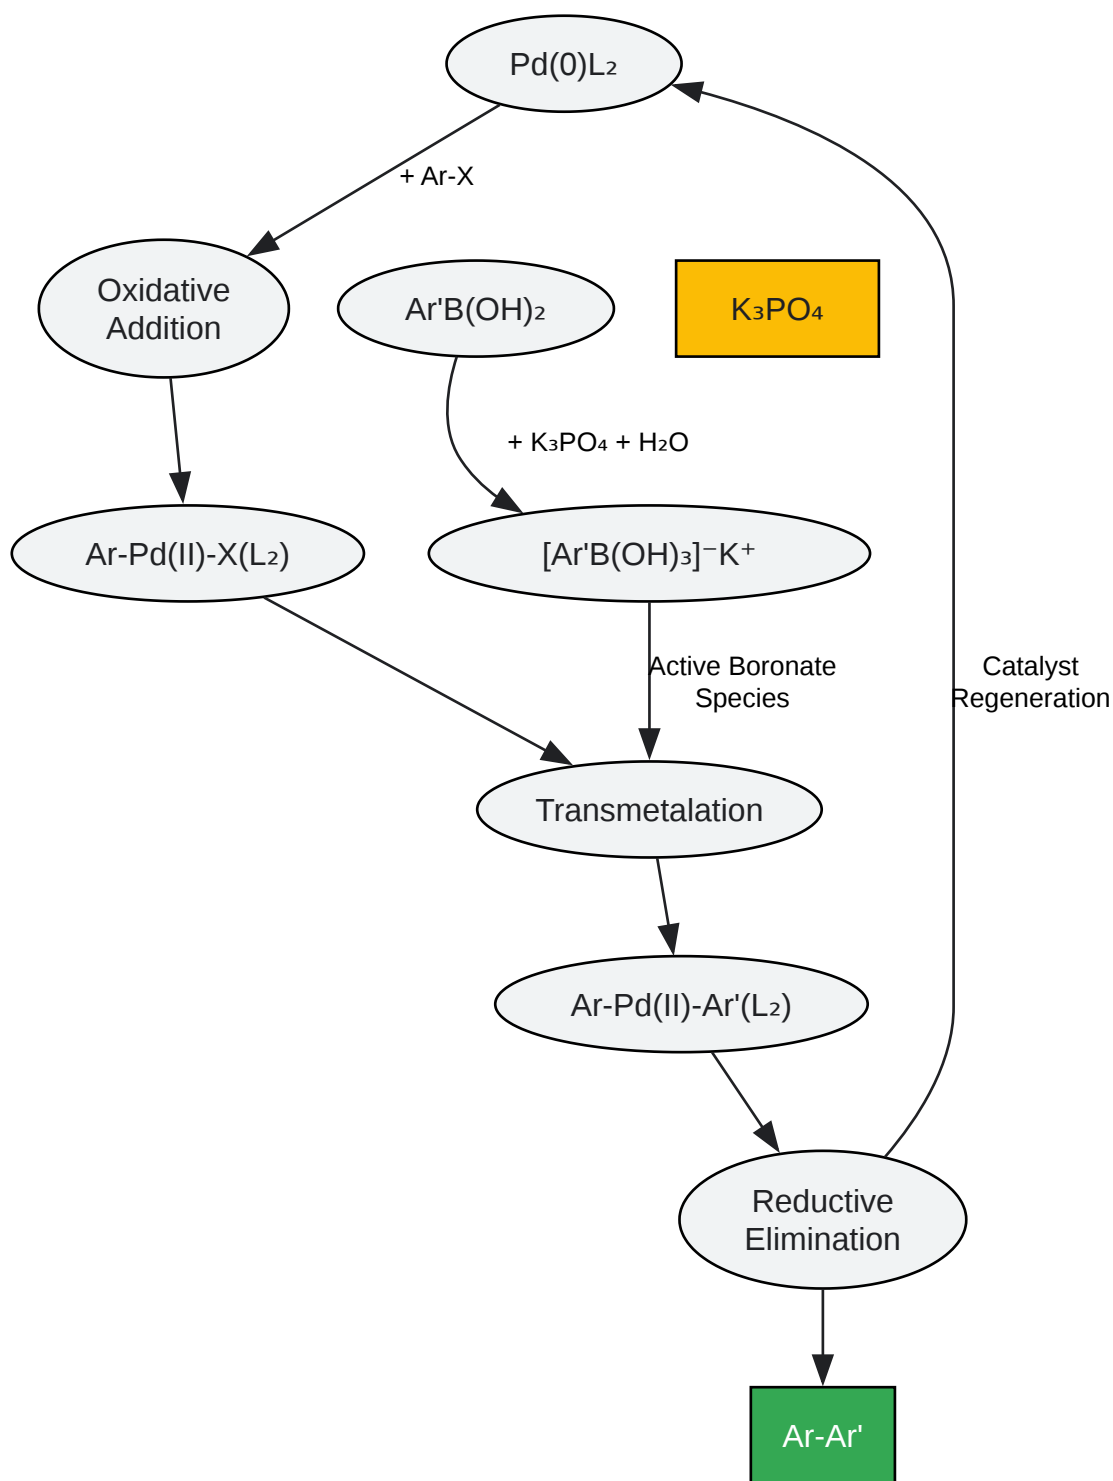 Pd(0)L₂
+ Ar-X
Oxidative
Addition
Ar'B(OH)₂
K₃PO₄
+ K₃PO₄ + H₂O
Ar-Pd(II)-X(L₂)
[Ar'B(OH)₃]⁻K⁺
Active Boronate
Species
Catalyst
Regeneration
Transmetalation
Ar-Pd(II)-Ar'(L₂)
Reductive
Elimination
Ar-Ar'